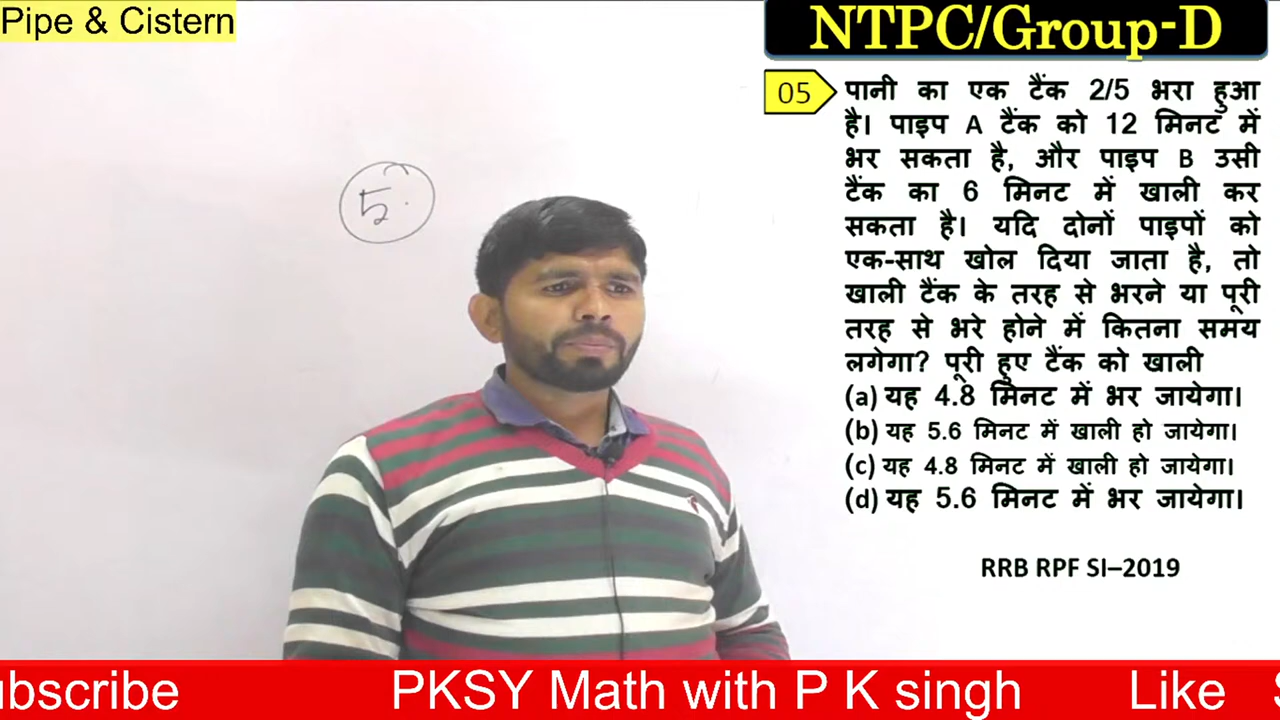 Pipe & Cistern
NTPC/Group-D
05
पानी का एक टैंक 2/5 भरा हुआ
है। पाइप A टैंक को 12 मिनट में
भर सकता है, और पाइप B उसी
टैंक का 6 मिनट में खाली कर
सकता है। यदि दोनों पाइपों को
एक-साथ खोल दिया जाता है, तो
खाली टैंक के तरह से भरने या पूरी
तरह से भरे होने में कितना समय
लगेगा? पूरी हुए टैंक को खाली
(a) यह 4.8 मिनट में भर जायेगा।
(b) यह 5.6 मिनट में खाली हो जायेगा।
(c) यह 4.8 मिनट में खाली हो जायेगा।
(d) यह 5.6 मिनट में भर जायेगा।
RRB RPF SI–2019
5
ubscribe PKSY Math with P K singh Like S